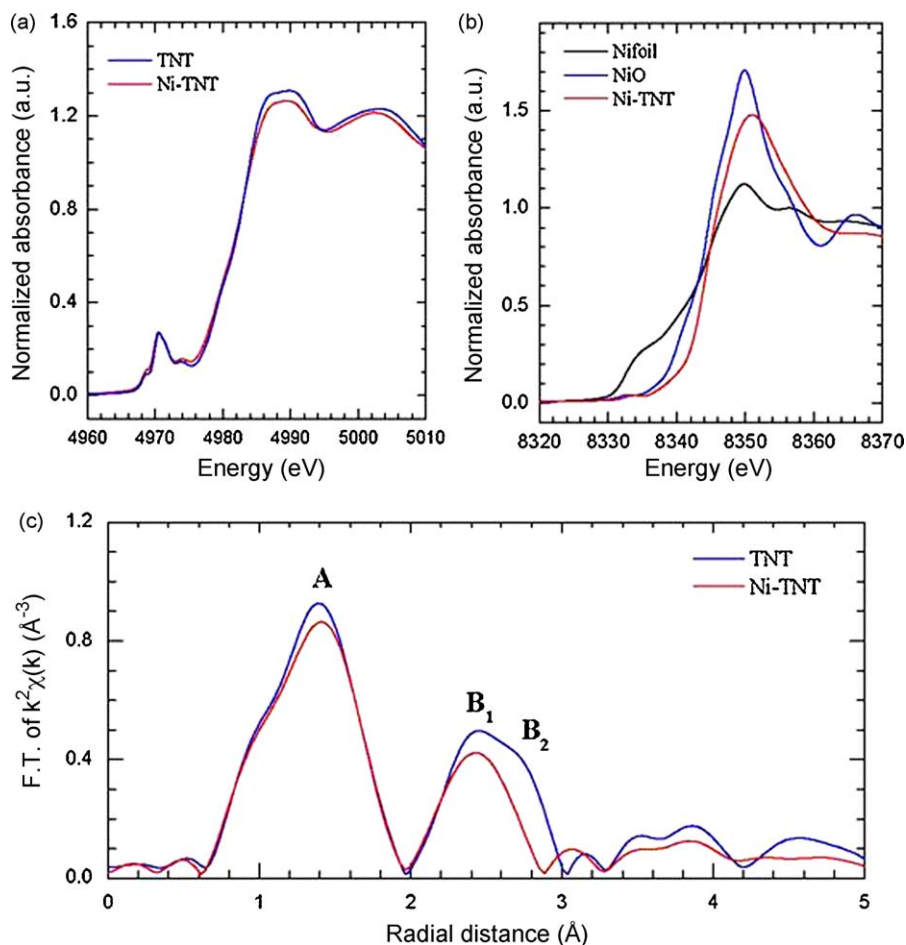 (a)
1.6
1.2
0.8
0.4
0.0
Normalized absorbance (a.u.)
TNT
Ni-TNT
4960 4970 4980 4990 5000 5010
Energy (eV)
(b)
1.5
1.0
0.5
0.0
Normalized absorbance (a.u.)
Nifoil
NiO
Ni-TNT
8320 8330 8340 8350 8360 8370
Energy (eV)
(c)
1.2
0.8
0.4
0.0
F.T. of k²χ(k) (Å⁻³)
A
B₁
B₂
TNT
Ni-TNT
0 1 2 3 4 5
Radial distance (Å)